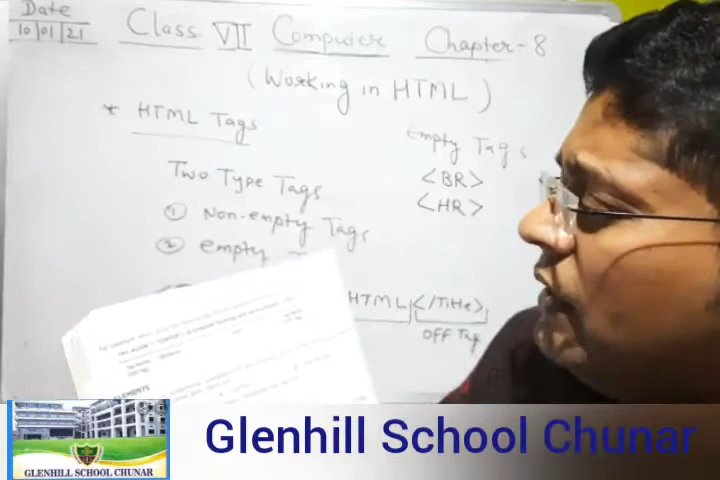 Date
10/01/21
Class VII Computer Chapter-8
(Working in HTML)
* HTML Tags
Two Type Tags
① Non-empty Tags
② empty
Empty Tags
<BR>
<HR>
HTML </Title>
OFF Tag
GLENHILL SCHOOL CHUNAR
Glenhill School Chunar